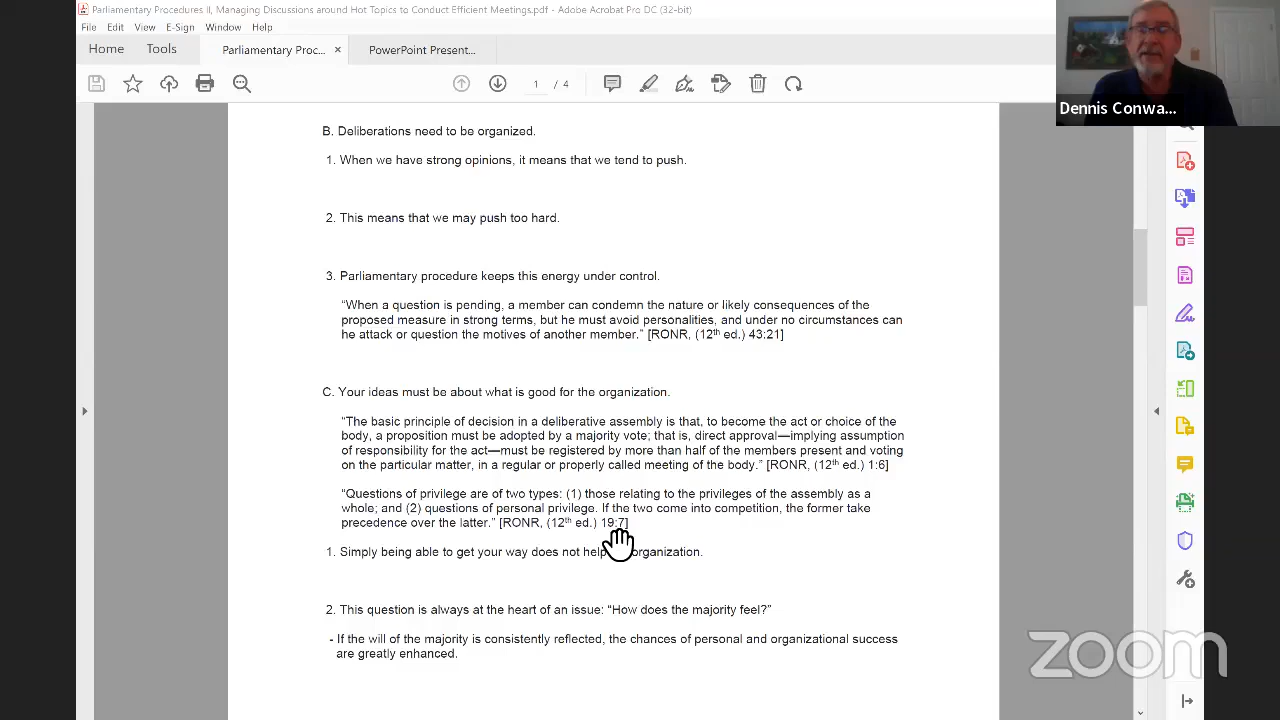 Parliamentary Procedures II, Managing Discussions around Hot Topics to Conduct Efficient Meetings.pdf - Adobe Acrobat Pro DC (32-bit)
File Edit View E-Sign Window Help
Home Tools Parliamentary Proc... × PowerPoint Present...
1 / 4
Dennis Conwa...
B. Deliberations need to be organized.
1. When we have strong opinions, it means that we tend to push.
2. This means that we may push too hard.
3. Parliamentary procedure keeps this energy under control.
“When a question is pending, a member can condemn the nature or likely consequences of the
proposed measure in strong terms, but he must avoid personalities, and under no circumstances can
he attack or question the motives of another member.” [RONR, (12th ed.) 43:21]
C. Your ideas must be about what is good for the organization.
“The basic principle of decision in a deliberative assembly is that, to become the act or choice of the
body, a proposition must be adopted by a majority vote; that is, direct approval—implying assumption
of responsibility for the act—must be registered by more than half of the members present and voting
on the particular matter, in a regular or properly called meeting of the body.” [RONR, (12th ed.) 1:6]
“Questions of privilege are of two types: (1) those relating to the privileges of the assembly as a
whole; and (2) questions of personal privilege. If the two come into competition, the former take
precedence over the latter.” [RONR, (12th ed.) 19:7]
1. Simply being able to get your way does not help organization.
2. This question is always at the heart of an issue: “How does the majority feel?”
- If the will of the majority is consistently reflected, the chances of personal and organizational success
are greatly enhanced.
zoom